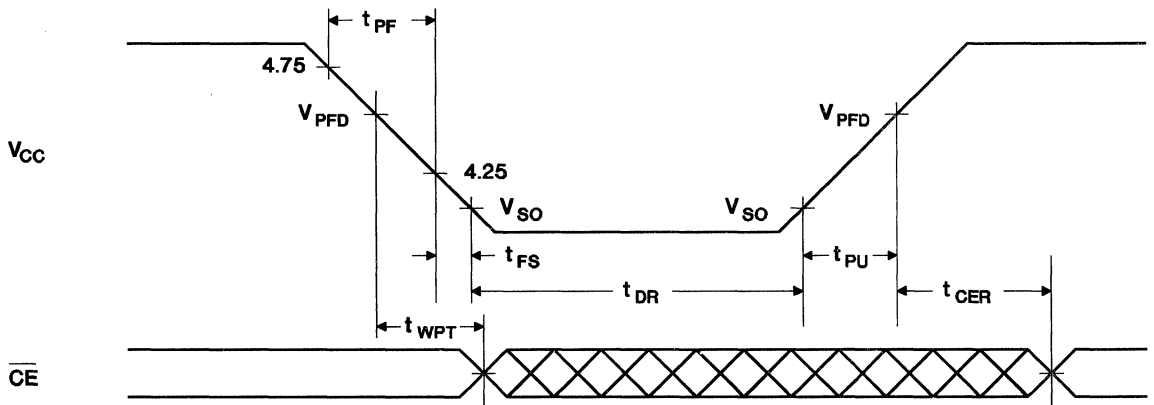 t PF
4.75
V PFD
V PFD
V CC
4.25
V SO
V SO
t FS
t PU
t DR
t CER
t WPT
CE